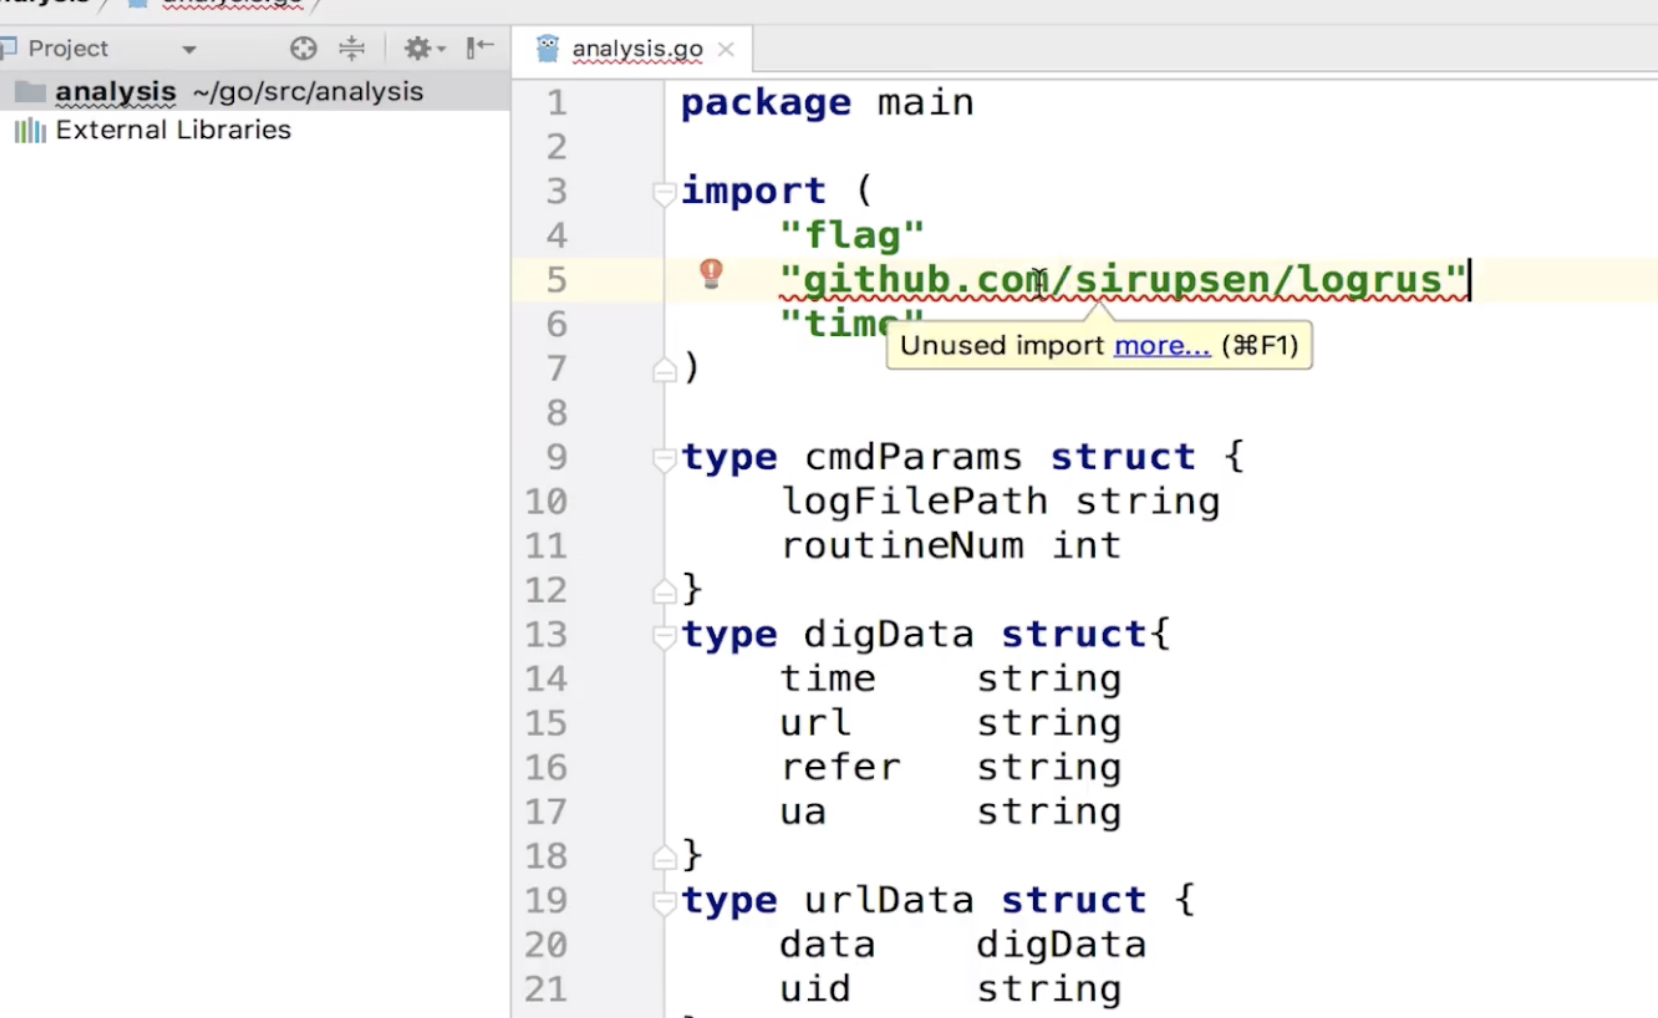 Project
analysis ~/go/src/analysis
External Libraries
analysis.go
1 package main
2
3 import (
4 "flag"
5 "github.com/sirupsen/logrus"
6 "time"
Unused import more... (⌘F1)
7 )
8
9 type cmdParams struct {
10 logFilePath string
11 routineNum int
12 }
13 type digData struct{
14 time string
15 url string
16 refer string
17 ua string
18 }
19 type urlData struct {
20 data digData
21 uid string